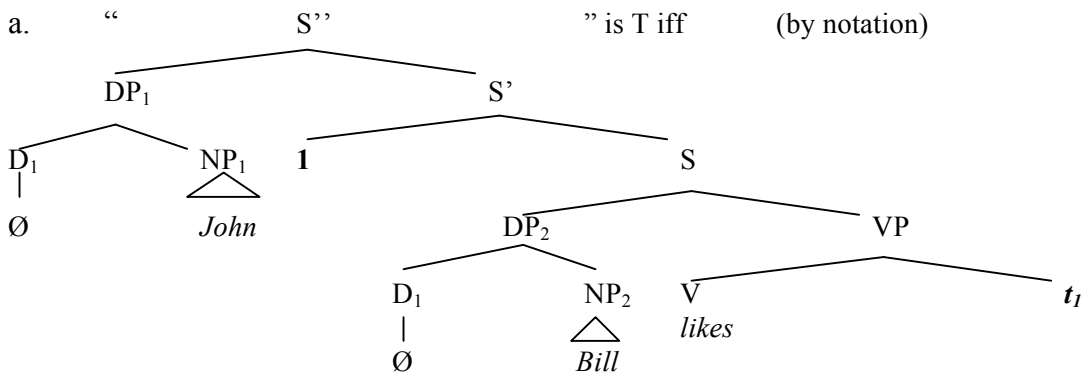 a. “ S’’ ” is T iff (by notation)
DP₁ S’
D₁ NP₁ 1 S
Ø John DP₂ VP
D₁ NP₂ V t₁
Ø Bill likes